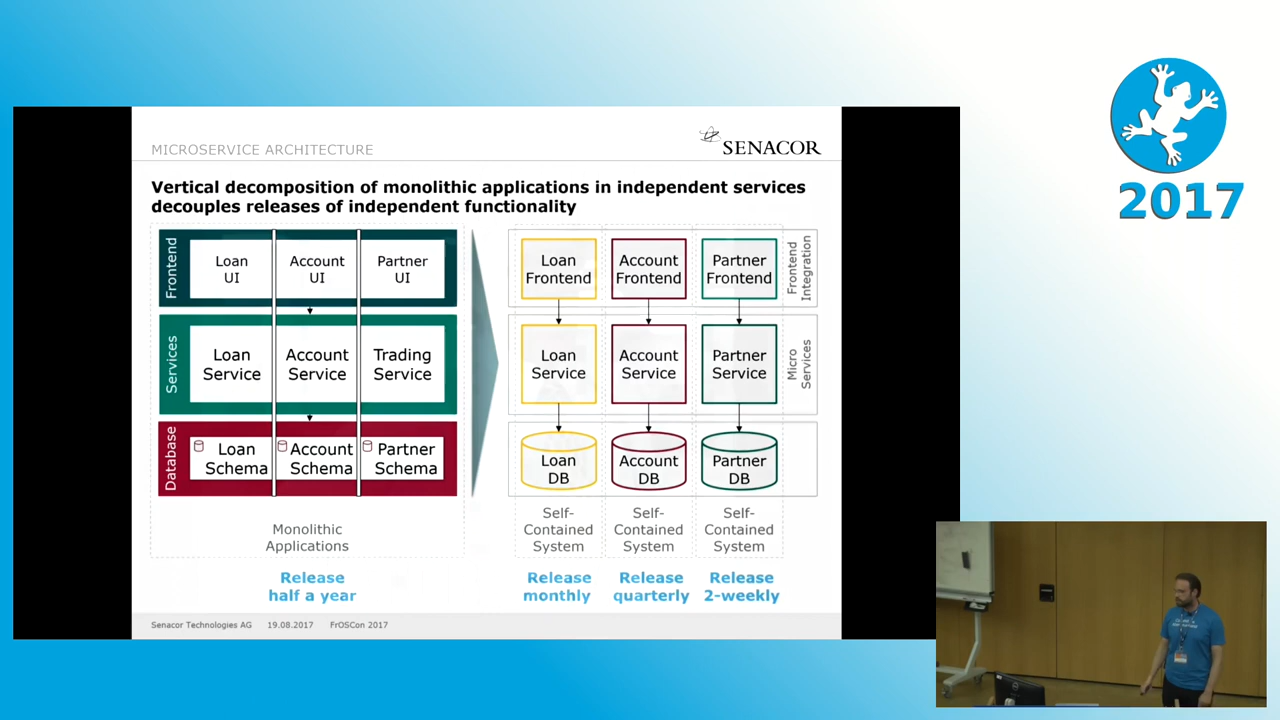 2017
MICROSERVICE ARCHITECTURE
SENACOR
Vertical decomposition of monolithic applications in independent services
decouples releases of independent functionality
Frontend
Loan
UI
Account
UI
Partner
UI
Services
Loan
Service
Account
Service
Trading
Service
Database
Loan
Schema
Account
Schema
Partner
Schema
Monolithic
Applications
Release
half a year
Loan
Frontend
Account
Frontend
Partner
Frontend
Frontend
Integration
Loan
Service
Account
Service
Partner
Service
Micro
Services
Loan
DB
Account
DB
Partner
DB
Self-
Contained
System
Self-
Contained
System
Self-
Contained
System
Release
monthly
Release
quarterly
Release
2-weekly
Senacor Technologies AG 19.08.2017 FrOSCon 2017